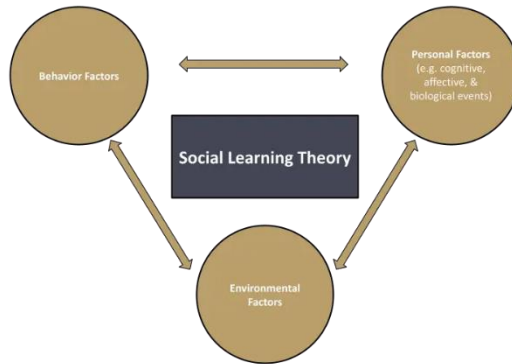 Behavior Factors
Personal Factors
(e.g. cognitive,
affective, &
biological events)
Social Learning Theory
Environmental
Factors